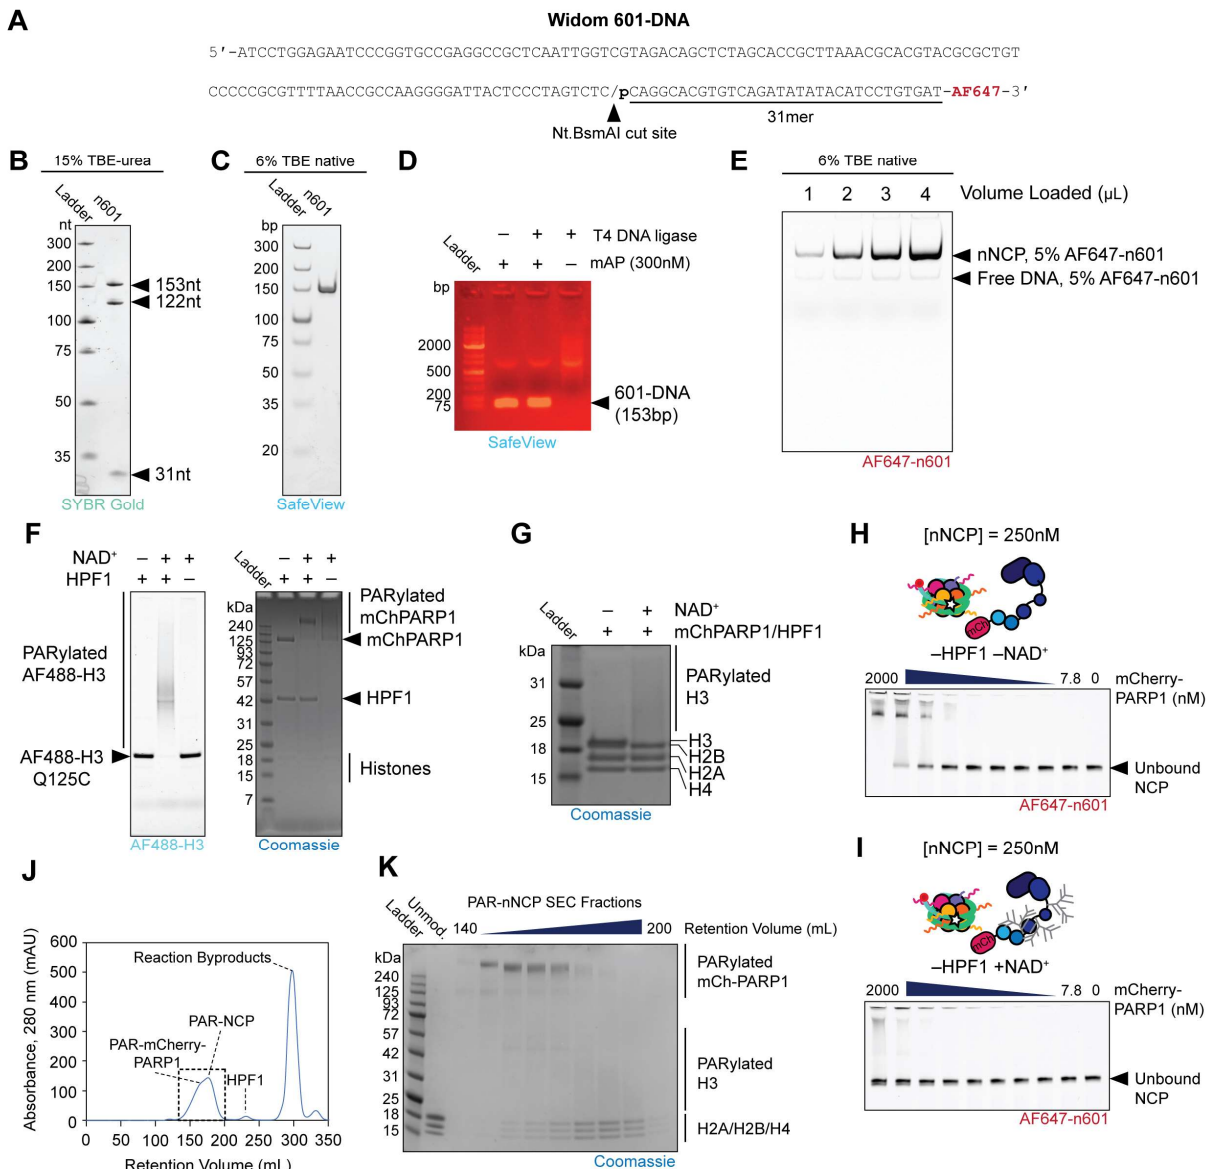 A
Widom 601-DNA
5′-ATCCTGGAGAATCCCGGTGCCGAGGCCGCTCAATTGGTCGTAGACAGCTCTAGCACCGCTTAAACGCACGTACGCGCTGT
CCCCCGCGTTTTAACCGCCAAGGGGATTACTCCCTAGTCTC/pCAGGCACGTGTCAGATATATACATCCTGTGAT-AF647-3′
Nt.BsmAI cut site
31mer
B
15% TBE-urea
Ladder
n601
nt
300
200
150
100
75
50
35
153nt
122nt
31nt
SYBR Gold
C
6% TBE native
Ladder
n601
bp
300
200
150
100
75
50
35
20
SafeView
D
Ladder
– + + T4 DNA ligase
+ + – mAP (300nM)
bp
2000
500
200
75
601-DNA
(153bp)
SafeView
E
6% TBE native
1 2 3 4 Volume Loaded (µL)
nNCP, 5% AF647-n601
Free DNA, 5% AF647-n601
AF647-n601
F
NAD⁺ – + +
HPF1 + + –
PARylated
AF488-H3
AF488-H3
Q125C
AF488-H3
Ladder
– + +
+ + –
kDa
240
125
93
72
57
42
31
25
18
15
7
PARylated
mChPARP1
mChPARP1
HPF1
Histones
Coomassie
G
Ladder
– + NAD⁺
+ + mChPARP1/HPF1
kDa
31
25
18
15
PARylated
H3
H3
H2B
H2A
H4
Coomassie
H
[nNCP] = 250nM
mCh
–HPF1 –NAD⁺
2000 7.8 0 mCherry-
PARP1 (nM)
Unbound
NCP
AF647-n601
I
[nNCP] = 250nM
mCh
–HPF1 +NAD⁺
2000 7.8 0 mCherry-
PARP1 (nM)
Unbound
NCP
AF647-n601
J
Absorbance, 280 nm (mAU)
600
500
400
300
200
100
0
Reaction Byproducts
PAR-NCP
PAR-mCherry-
PARP1
HPF1
0 50 100 150 200 250 300 350
Retention Volume (mL)
K
Ladder
Unmod.
PAR-nNCP SEC Fractions
140 200 Retention Volume (mL)
kDa
240
125
93
72
57
42
31
25
18
15
PARylated
mCh-PARP1
PARylated
H3
H2A/H2B/H4
Coomassie